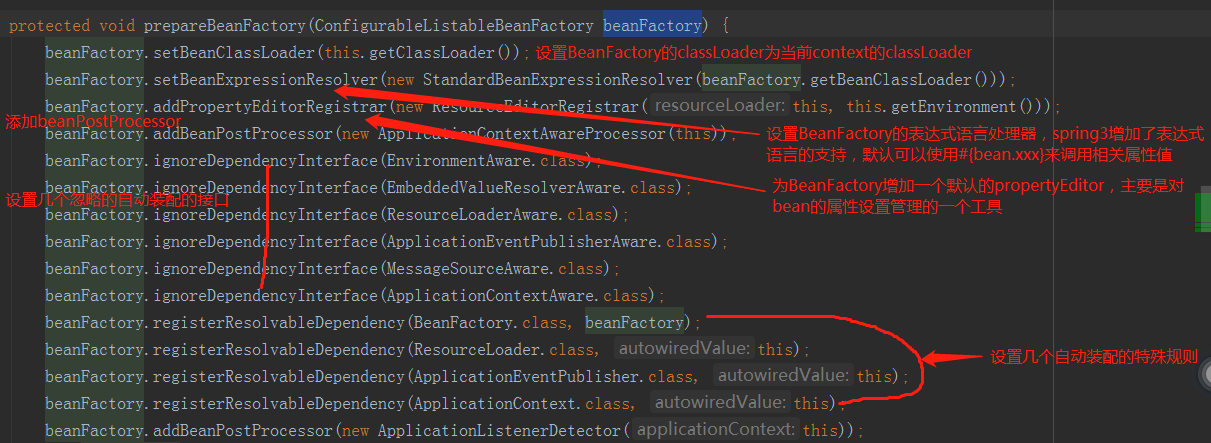 protected void prepareBeanFactory(ConfigurableListableBeanFactory beanFactory) {
beanFactory.setBeanClassLoader(this.getClassLoader()); 设置BeanFactory的classLoader为当前context的classLoader
beanFactory.setBeanExpressionResolver(new StandardBeanExpressionResolver(beanFactory.getBeanClassLoader()));
beanFactory.addPropertyEditorRegistrar(new ResourceEditorRegistrar( resourceLoader: this, this.getEnvironment()));
添加beanPostProcessor
beanFactory.addBeanPostProcessor(new ApplicationContextAwareProcessor(this));
设置BeanFactory的表达式语言处理器，spring3增加了表达式
语言的支持，默认可以使用#{bean.xxx}来调用相关属性值
beanFactory.ignoreDependencyInterface(EnvironmentAware.class);
beanFactory.ignoreDependencyInterface(EmbeddedValueResolverAware.class);
为BeanFactory增加一个默认的propertyEditor，主要是对
bean的属性设置管理的一个工具
设置几个忽略的自动装配的接口
beanFactory.ignoreDependencyInterface(ResourceLoaderAware.class);
beanFactory.ignoreDependencyInterface(ApplicationEventPublisherAware.class);
beanFactory.ignoreDependencyInterface(MessageSourceAware.class);
beanFactory.ignoreDependencyInterface(ApplicationContextAware.class);
beanFactory.registerResolvableDependency(BeanFactory.class, beanFactory);
beanFactory.registerResolvableDependency(ResourceLoader.class, autowiredValue: this);
设置几个自动装配的特殊规则
beanFactory.registerResolvableDependency(ApplicationEventPublisher.class, autowiredValue: this);
beanFactory.registerResolvableDependency(ApplicationContext.class, autowiredValue: this);
beanFactory.addBeanPostProcessor(new ApplicationListenerDetector( applicationContext: this));